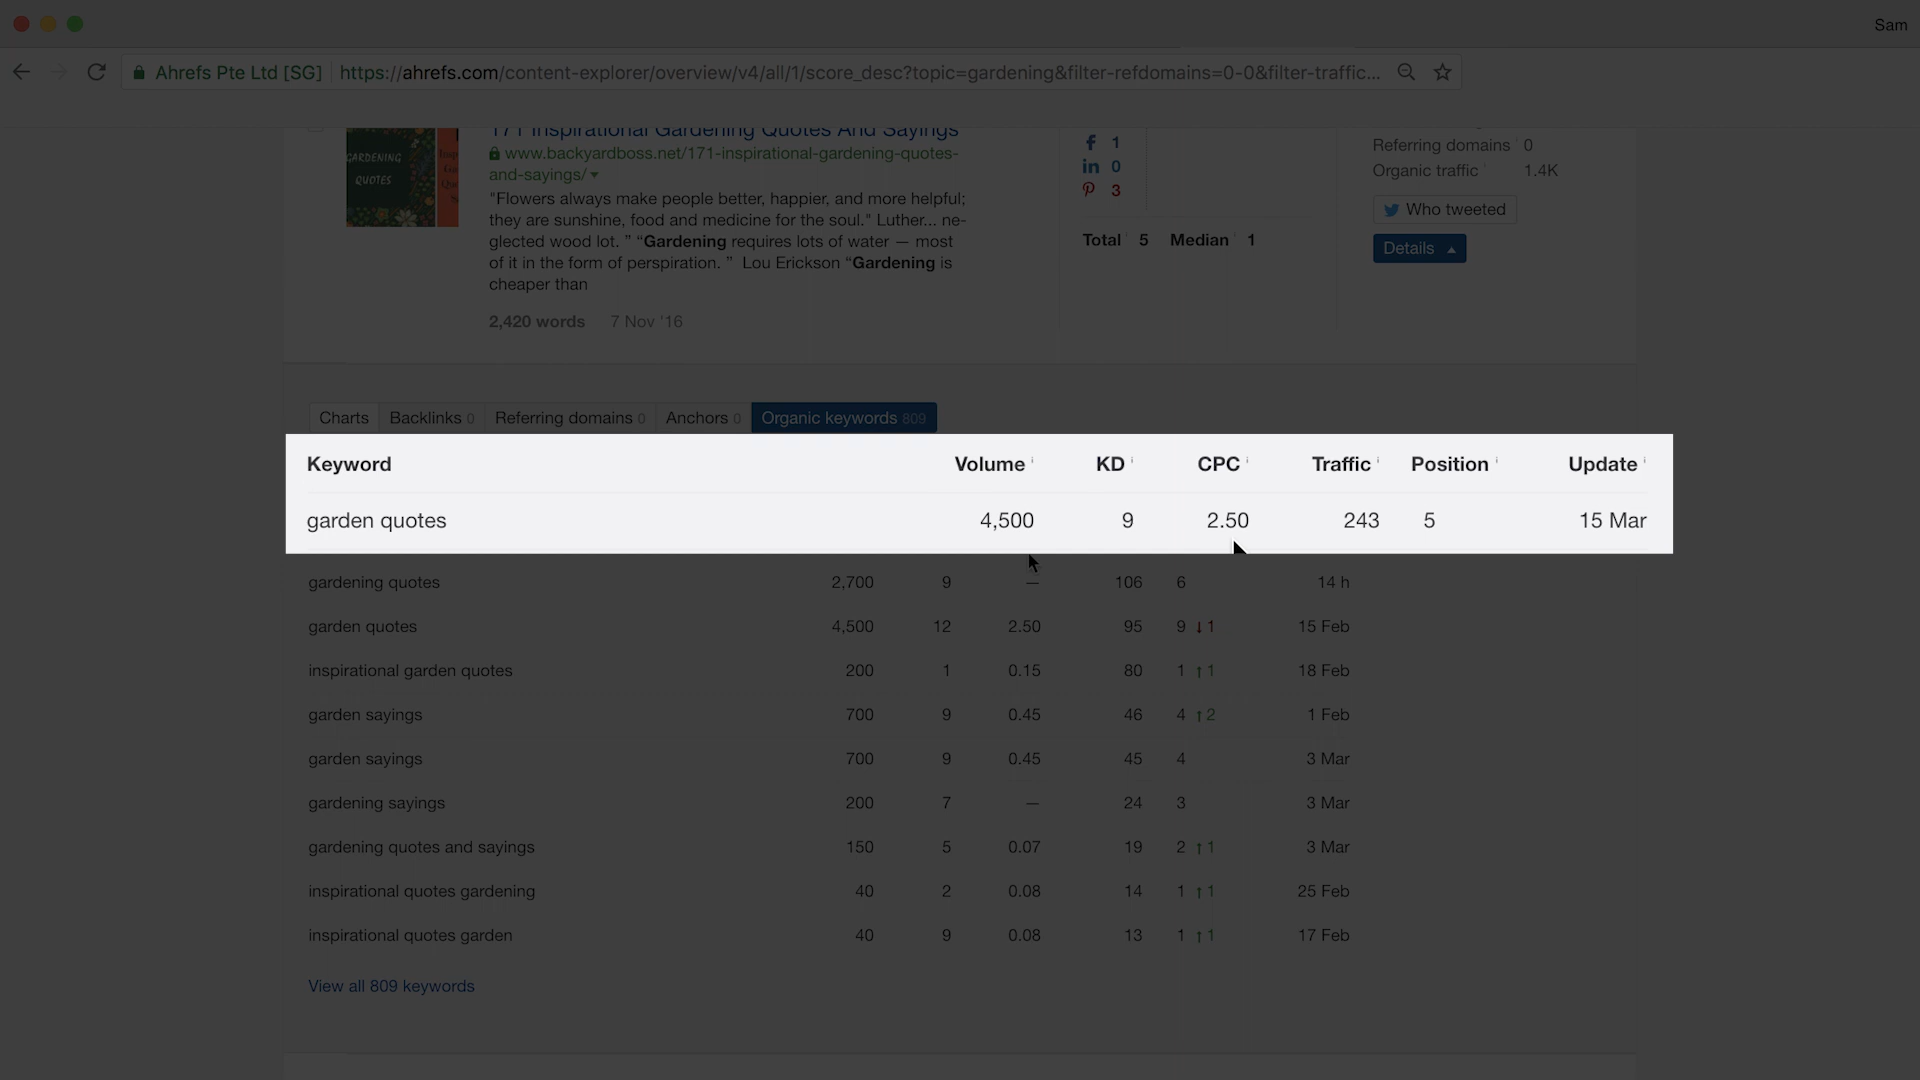 Sam
Ahrefs Pte Ltd [SG] https://ahrefs.com/content-explorer/overview/v4/all/1/score_desc?topic=gardening&filter-refdomains=0-0&filter-traffic...
171 Inspirational Gardening Quotes And Sayings
www.backyardboss.net/171-inspirational-gardening-quotes-
and-sayings/
"Flowers always make people better, happier, and more helpful;
they are sunshine, food and medicine for the soul." Luther... ne-
glected wood lot. ” “Gardening requires lots of water — most
of it in the form of perspiration. ” Lou Erickson “Gardening is
cheaper than
2,420 words 7 Nov '16
GARDENING
QUOTES
1
in 0
3
Total 5 Median 1
Referring domains 0
Organic traffic 1.4K
Who tweeted
Details
Charts Backlinks 0 Referring domains 0 Anchors 0 Organic keywords 809
Keyword Volume KD CPC Traffic Position Update
garden quotes 4,500 9 2.50 243 5 15 Mar
gardening quotes 2,700 9 — 106 6 14 h
garden quotes 4,500 12 2.50 95 9 ↓1 15 Feb
inspirational garden quotes 200 1 0.15 80 1 ↑1 18 Feb
garden sayings 700 9 0.45 46 4 ↑2 1 Feb
garden sayings 700 9 0.45 45 4 3 Mar
gardening sayings 200 7 — 24 3 3 Mar
gardening quotes and sayings 150 5 0.07 19 2 ↑1 3 Mar
inspirational quotes gardening 40 2 0.08 14 1 ↑1 25 Feb
inspirational quotes garden 40 9 0.08 13 1 ↑1 17 Feb
View all 809 keywords